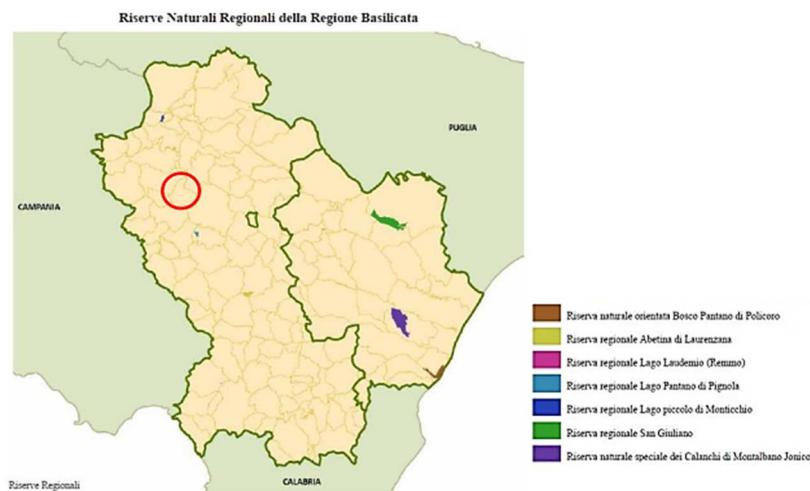 Riserve Naturali Regionali della Regione Basilicata
PUGLIA
CAMPANIA
Riserva naturale orientata Bosco Pantano di Policoro
Riserva regionale Abetina di Laurenzana
Riserva regionale Lago Laudemio (Remmo)
Riserva regionale Lago Pantano di Pignola
Riserva regionale Lago piccolo di Monticchio
Riserva regionale San Giuliano
Riserva naturale speciale dei Calanchi di Montalbano Jonico
CALABRIA
Riserve Regionali